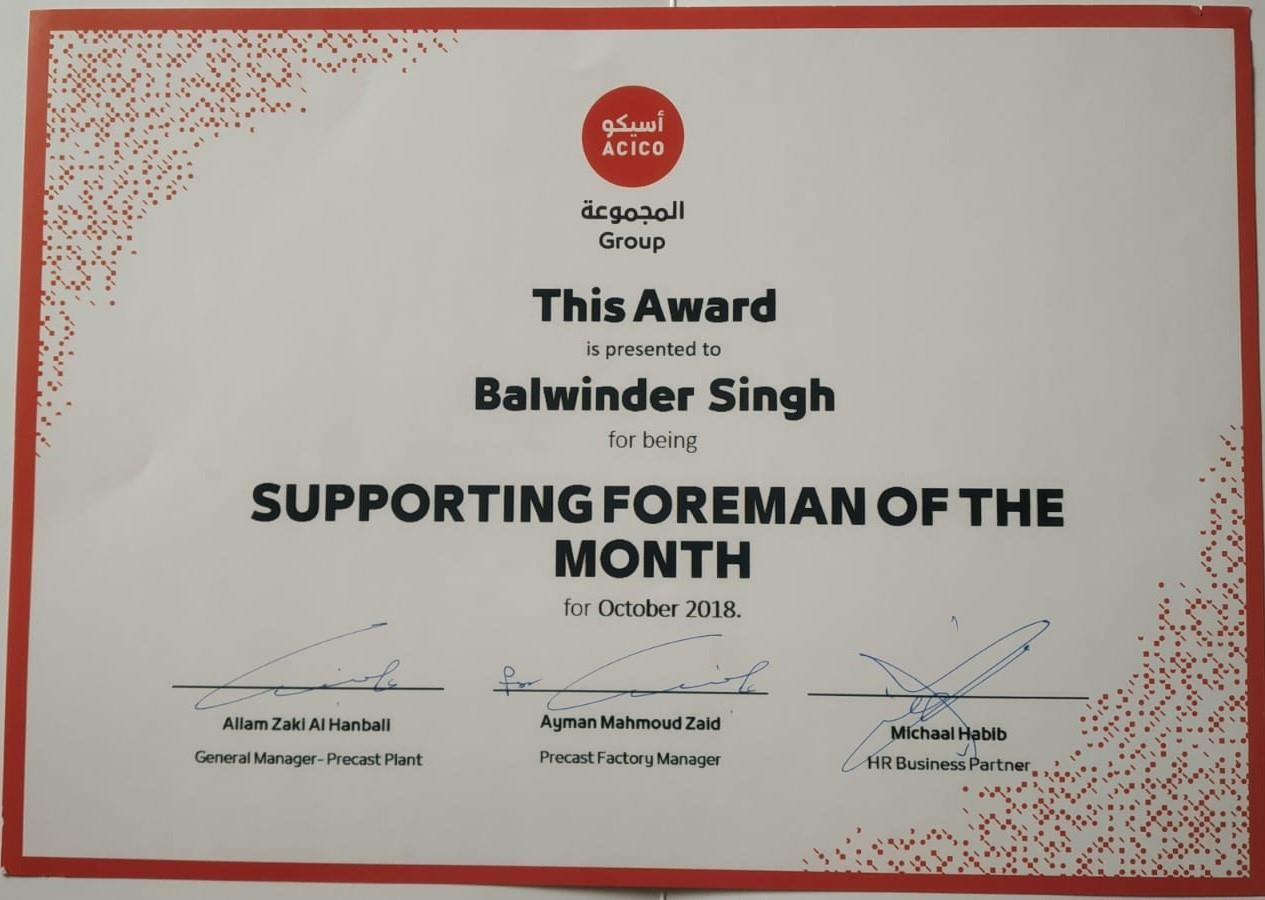 أسيكو
ACICO
المجموعة
Group
This Award
is presented to
Balwinder Singh
for being
SUPPORTING FOREMAN OF THE
MONTH
for October 2018.
for
Allam Zaki Al Hanbali
Ayman Mahmoud Zaid
Michaal Habib
General Manager- Precast Plant
Precast Factory Manager
HR Business Partner